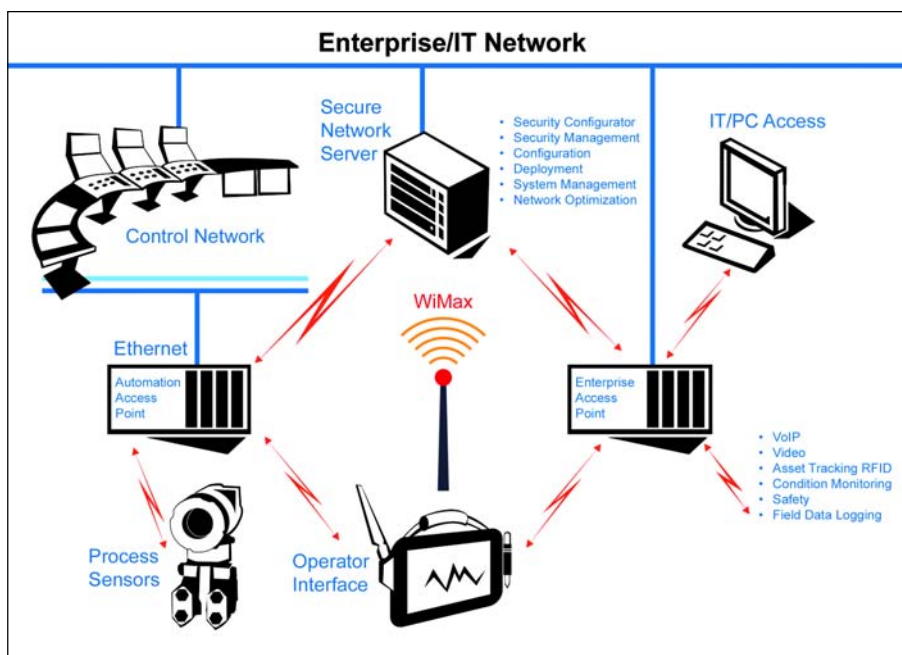 Enterprise/IT Network
Secure
Network
Server
• Security Configurator
• Security Management
• Configuration
• Deployment
• System Management
• Network Optimization
IT/PC Access
Control Network
WiMax
Ethernet
Automation
Access
Point
Enterprise
Access
Point
• VoIP
• Video
• Asset Tracking RFID
• Condition Monitoring
• Safety
• Field Data Logging
Process
Sensors
Operator
Interface